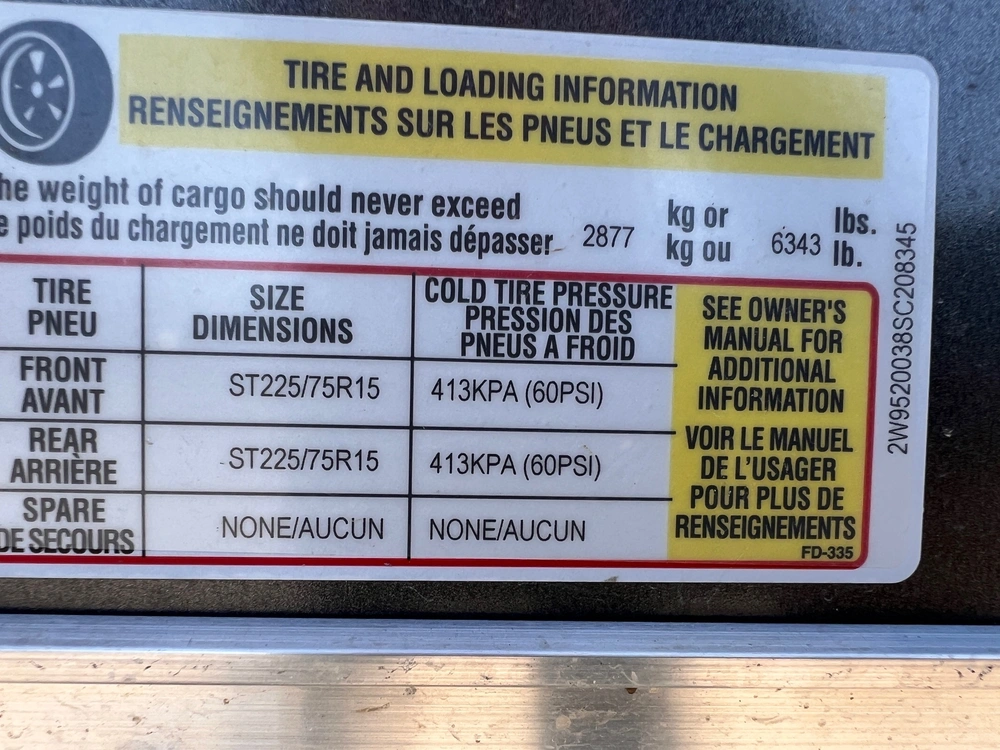 TIRE AND LOADING INFORMATION
RENSEIGNEMENTS SUR LES PNEUS ET LE CHARGEMENT
he weight of cargo should never exceed
e poids du chargement ne doit jamais dépasser 2877 kg or 6343 lbs.
kg ou lb.
TIRE
PNEU
SIZE
DIMENSIONS
COLD TIRE PRESSURE
PRESSION DES
PNEUS A FROID
FRONT
AVANT
ST225/75R15
413KPA (60PSI)
REAR
ARRIÈRE
ST225/75R15
413KPA (60PSI)
SPARE
DE SECOURS
NONE/AUCUN
NONE/AUCUN
SEE OWNER'S
MANUAL FOR
ADDITIONAL
INFORMATION
VOIR LE MANUEL
DE L'USAGER
POUR PLUS DE
RENSEIGNEMENTS
FD-335
2W9520038SC208345